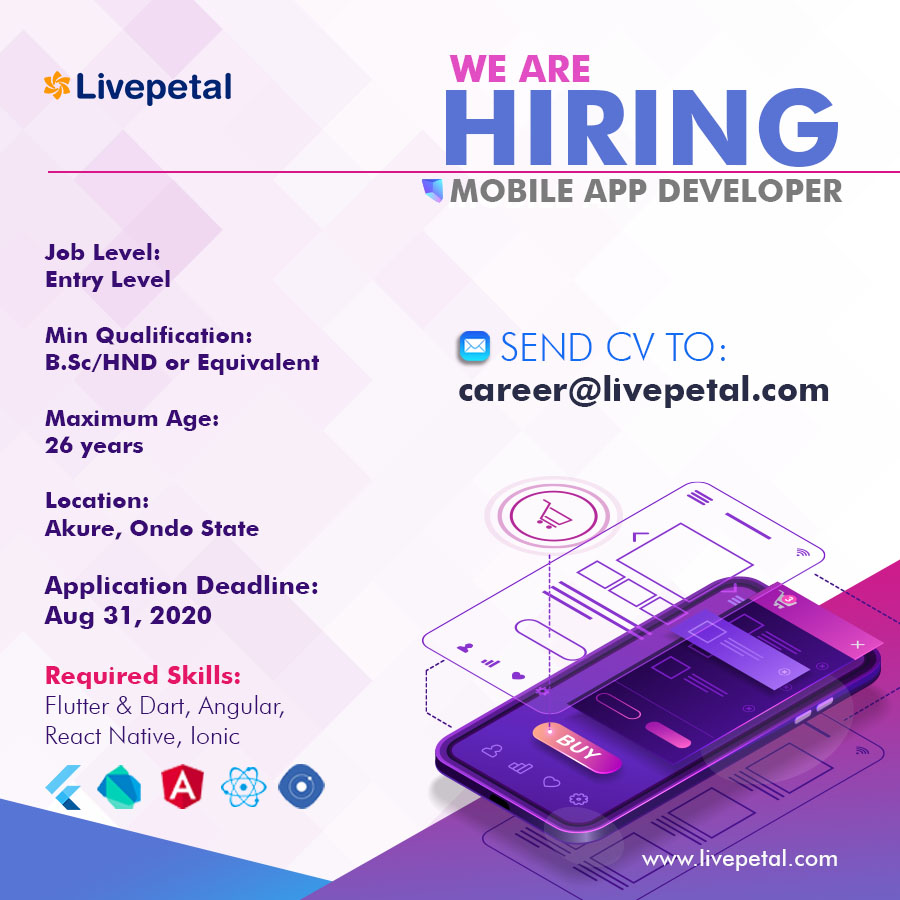 Livepetal
WE ARE
HIRING
MOBILE APP DEVELOPER
Job Level:
Entry Level
Min Qualification:
B.Sc/HND or Equivalent
Maximum Age:
26 years
Location:
Akure, Ondo State
Application Deadline:
Aug 31, 2020
Required Skills:
Flutter & Dart, Angular,
React Native, Ionic
SEND CV TO:
career@livepetal.com
3
BUY
A
www.livepetal.com